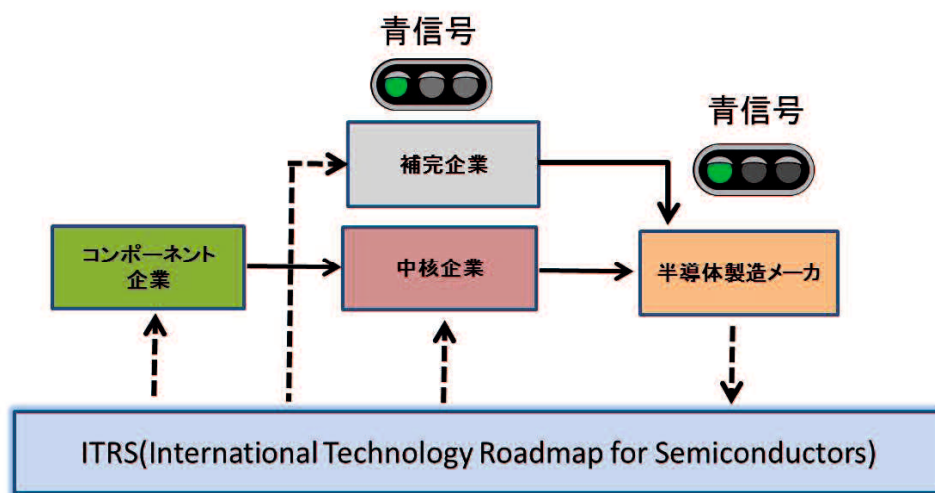 青信号
青信号
補完企業
コンポーネント
企業
中核企業
半導体製造メーカ
ITRS(International Technology Roadmap for Semiconductors)